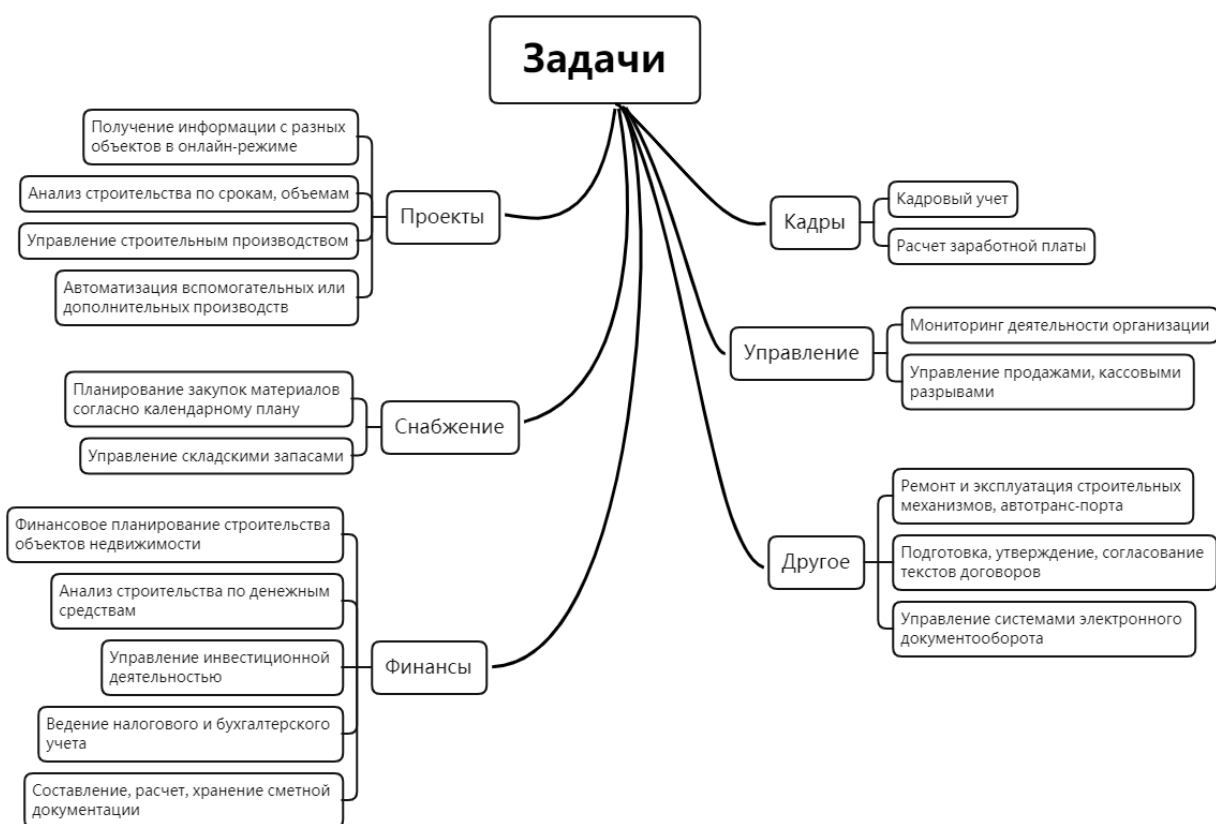 Задачи
Получение информации с разных
объектов в онлайн-режиме
Анализ строительства по срокам, объемам
Управление строительным производством
Автоматизация вспомогательных или
дополнительных производств
Проекты
Планирование закупок материалов
согласно календарному плану
Управление складскими запасами
Снабжение
Финансовое планирование строительства
объектов недвижимости
Анализ строительства по денежным
средствам
Управление инвестиционной
деятельностью
Ведение налогового и бухгалтерского
учета
Составление, расчет, хранение сметной
документации
Финансы
Кадры
Кадровый учет
Расчет заработной платы
Управление
Мониторинг деятельности организации
Управление продажами, кассовыми
разрывами
Другое
Ремонт и эксплуатация строительных
механизмов, автотранс-порта
Подготовка, утверждение, согласование
текстов договоров
Управление системами электронного
документооборота